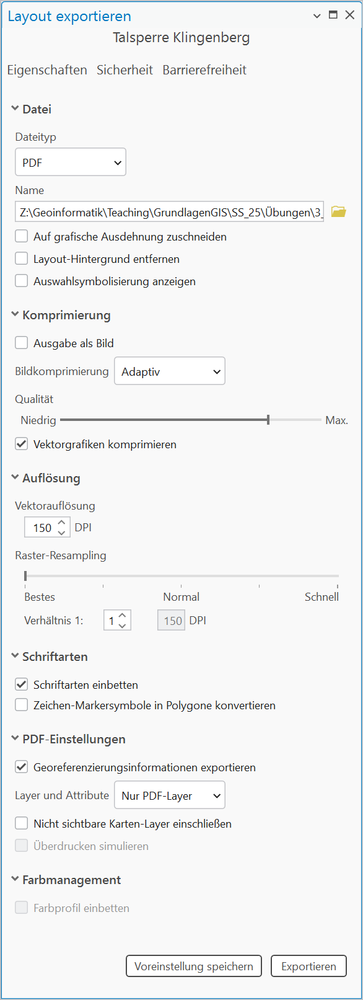 Layout exportieren
Talsperre Klingenberg
Eigenschaften Sicherheit Barrierefreiheit
Datei
Dateityp
PDF
Name
Z:\Geoinformatik\Teaching\GrundlagenGIS\SS_25\Übungen\3_
Auf grafische Ausdehnung zuschneiden
Layout-Hintergrund entfernen
Auswahlsymbolisierung anzeigen
Komprimierung
Ausgabe als Bild
Bildkomprimierung Adaptiv
Qualität
Niedrig Max.
Vektorgrafiken komprimieren
Auflösung
Vektorauflösung
150 DPI
Raster-Resampling
Bestes Normal Schnell
Verhältnis 1: 1 150 DPI
Schriftarten
Schriftarten einbetten
Zeichen-Markersymbole in Polygone konvertieren
PDF-Einstellungen
Georeferenzierungsinformationen exportieren
Layer und Attribute Nur PDF-Layer
Nicht sichtbare Karten-Layer einschließen
Überdrucken simulieren
Farbmanagement
Farbprofil einbetten
Voreinstellung speichern Exportieren